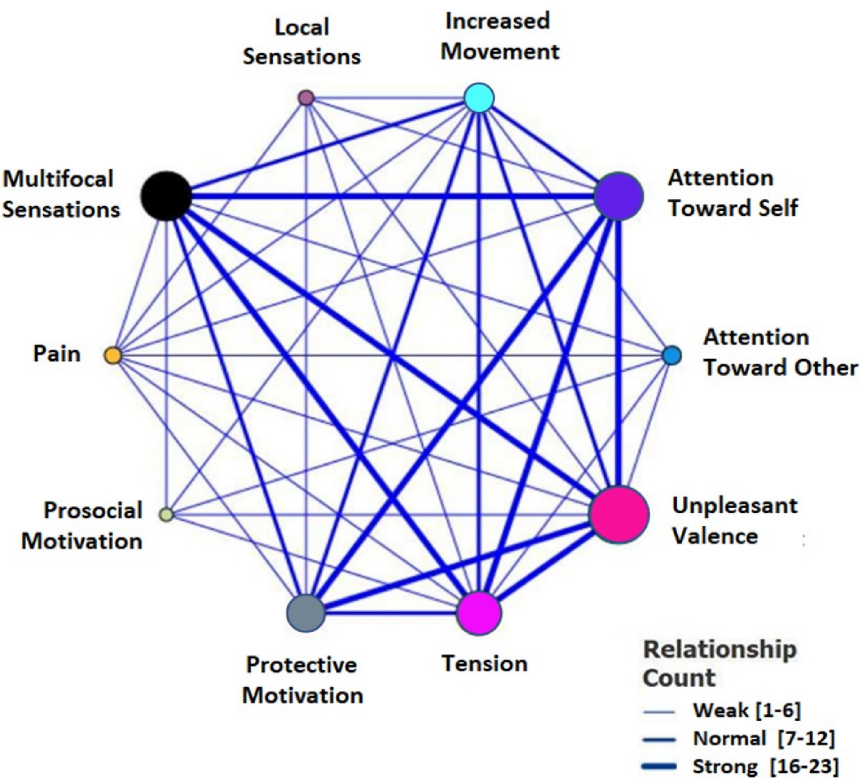 Local
Sensations
Increased
Movement
Multifocal
Sensations
Attention
Toward Self
Pain
Attention
Toward Other
Prosocial
Motivation
Unpleasant
Valence
Protective
Motivation
Tension
Relationship
Count
Weak [1-6]
Normal [7-12]
Strong [16-23]